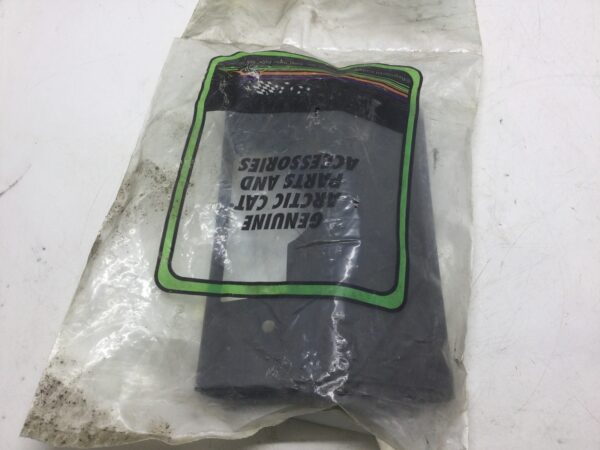 GENUINE
ARCTIC CAT
PARTS AND
ACCESSORIES